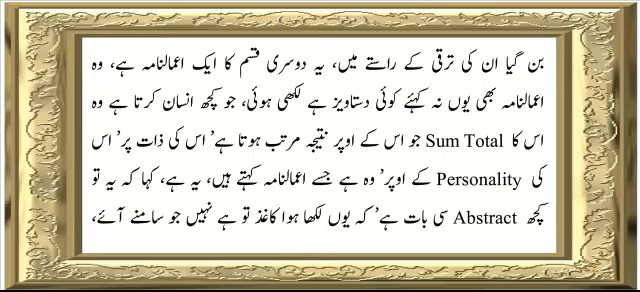 بن گیا ان کی ترقی کے راستے میں، یہ دوسری قسم کا ایک اعمالنامہ ہے، وہ
اعمالنامہ بھی یوں نہ کہئے کوئی دستاویز ہے لکھی ہوئی، جو کچھ انسان کرتا ہے وہ
اس کا Sum Total جو اس کے اوپر نتیجہ مرتب ہوتا ہے’ اس کی ذات پر’ اس
کی Personality کے اوپر’ وہ ہے جسے اعمالنامہ کہتے ہیں، یہ ہے، کہا کہ یہ تو
کچھ Abstract سی بات ہے’ کہ یوں لکھا ہوا کاغذ تو ہے نہیں جو سامنے آئے،